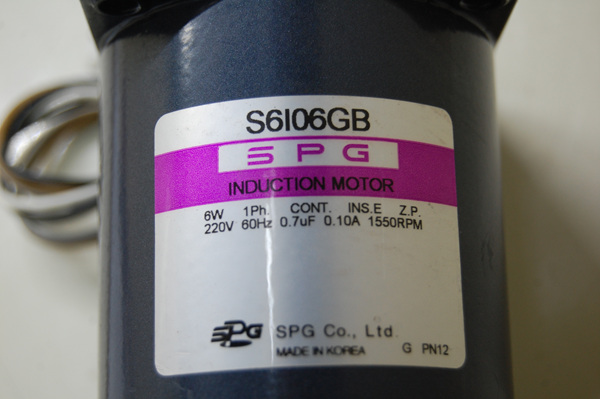 S6I06GB
SPG
INDUCTION MOTOR
6W 1Ph. CONT. INS.E Z.P.
220V 60Hz 0.7uF 0.10A 1550RPM
SPG SPG Co., Ltd.
MADE IN KOREA G PN12